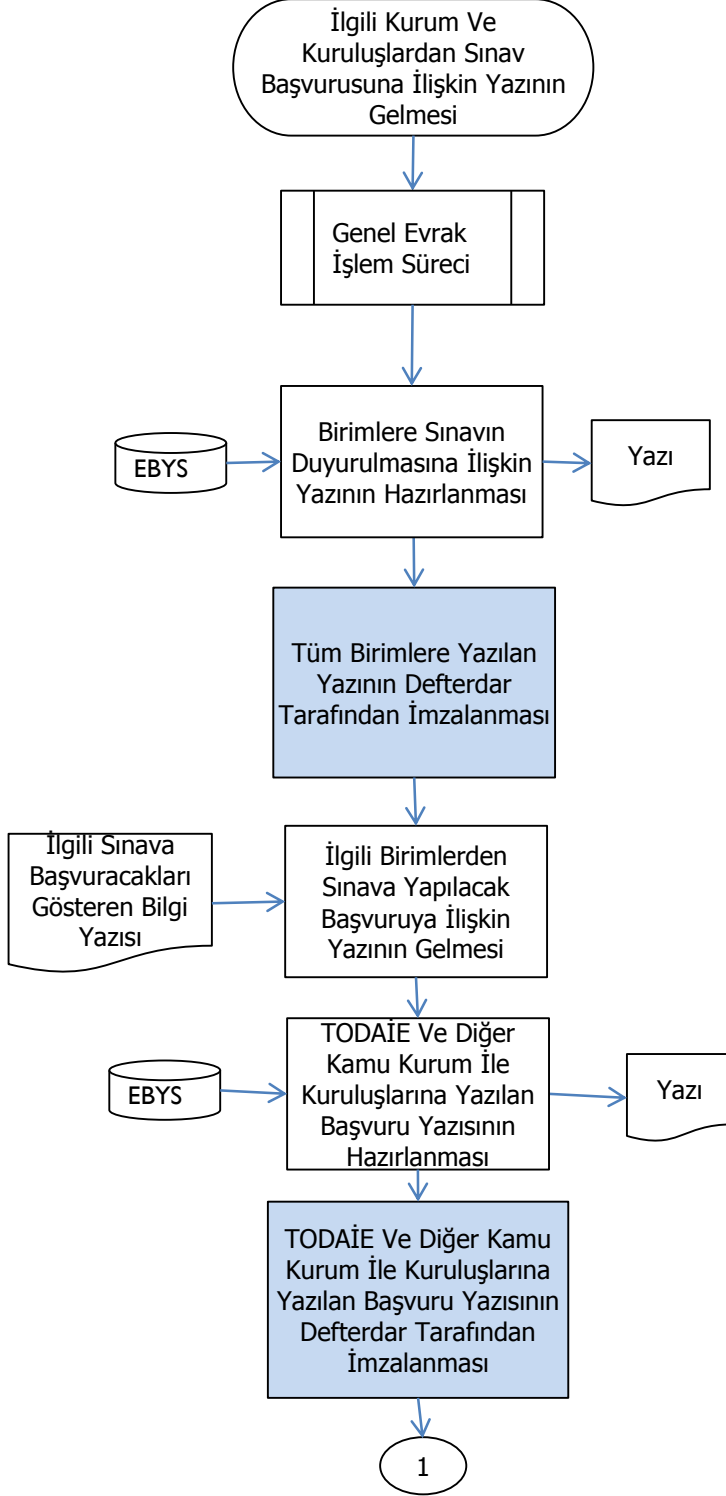 İlgili Kurum Ve
Kuruluşlardan Sınav
Başvurusuna İlişkin Yazının
Gelmesi
Genel Evrak
İşlem Süreci
EBYS
Birimlere Sınavın
Duyurulmasına İlişkin
Yazının Hazırlanması
Yazı
Tüm Birimlere Yazılan
Yazının Defterdar
Tarafından İmzalanması
İlgili Sınava
Başvuracakları
Gösteren Bilgi
Yazısı
İlgili Birimlerden
Sınava Yapılacak
Başvuruya İlişkin
Yazının Gelmesi
EBYS
TODAİE Ve Diğer
Kamu Kurum İle
Kuruluşlarına Yazılan
Başvuru Yazısının
Hazırlanması
Yazı
TODAİE Ve Diğer Kamu
Kurum İle Kuruluşlarına
Yazılan Başvuru Yazısının
Defterdar Tarafından
İmzalanması
1